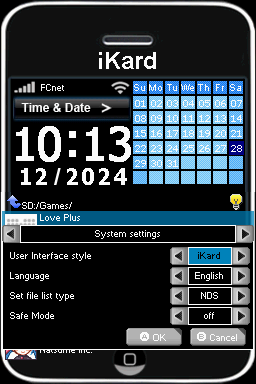 iKard
FCnet
Time & Date >
10:13
12/2024
Su Mo Tu We Th Fr Sa
01 02 03 04 05 06 07
08 09 10 11 12 13 14
15 16 17 18 19 20 21
22 23 24 25 26 27 28
29 30 31
SD:/Games/
Love Plus
System settings
User Interface style iKard
Language English
Set file list type NDS
Safe Mode off
A OK B Cancel
Natsume Inc.